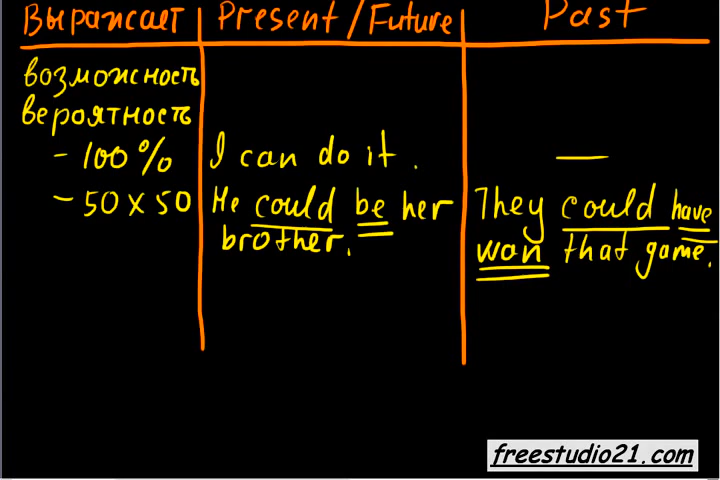 Выражает Present/Future Past
возможность
вероятность
- 100% I can do it. —
- 50 x 50 He could be her They could have
brother. won that game.
freestudio21.com